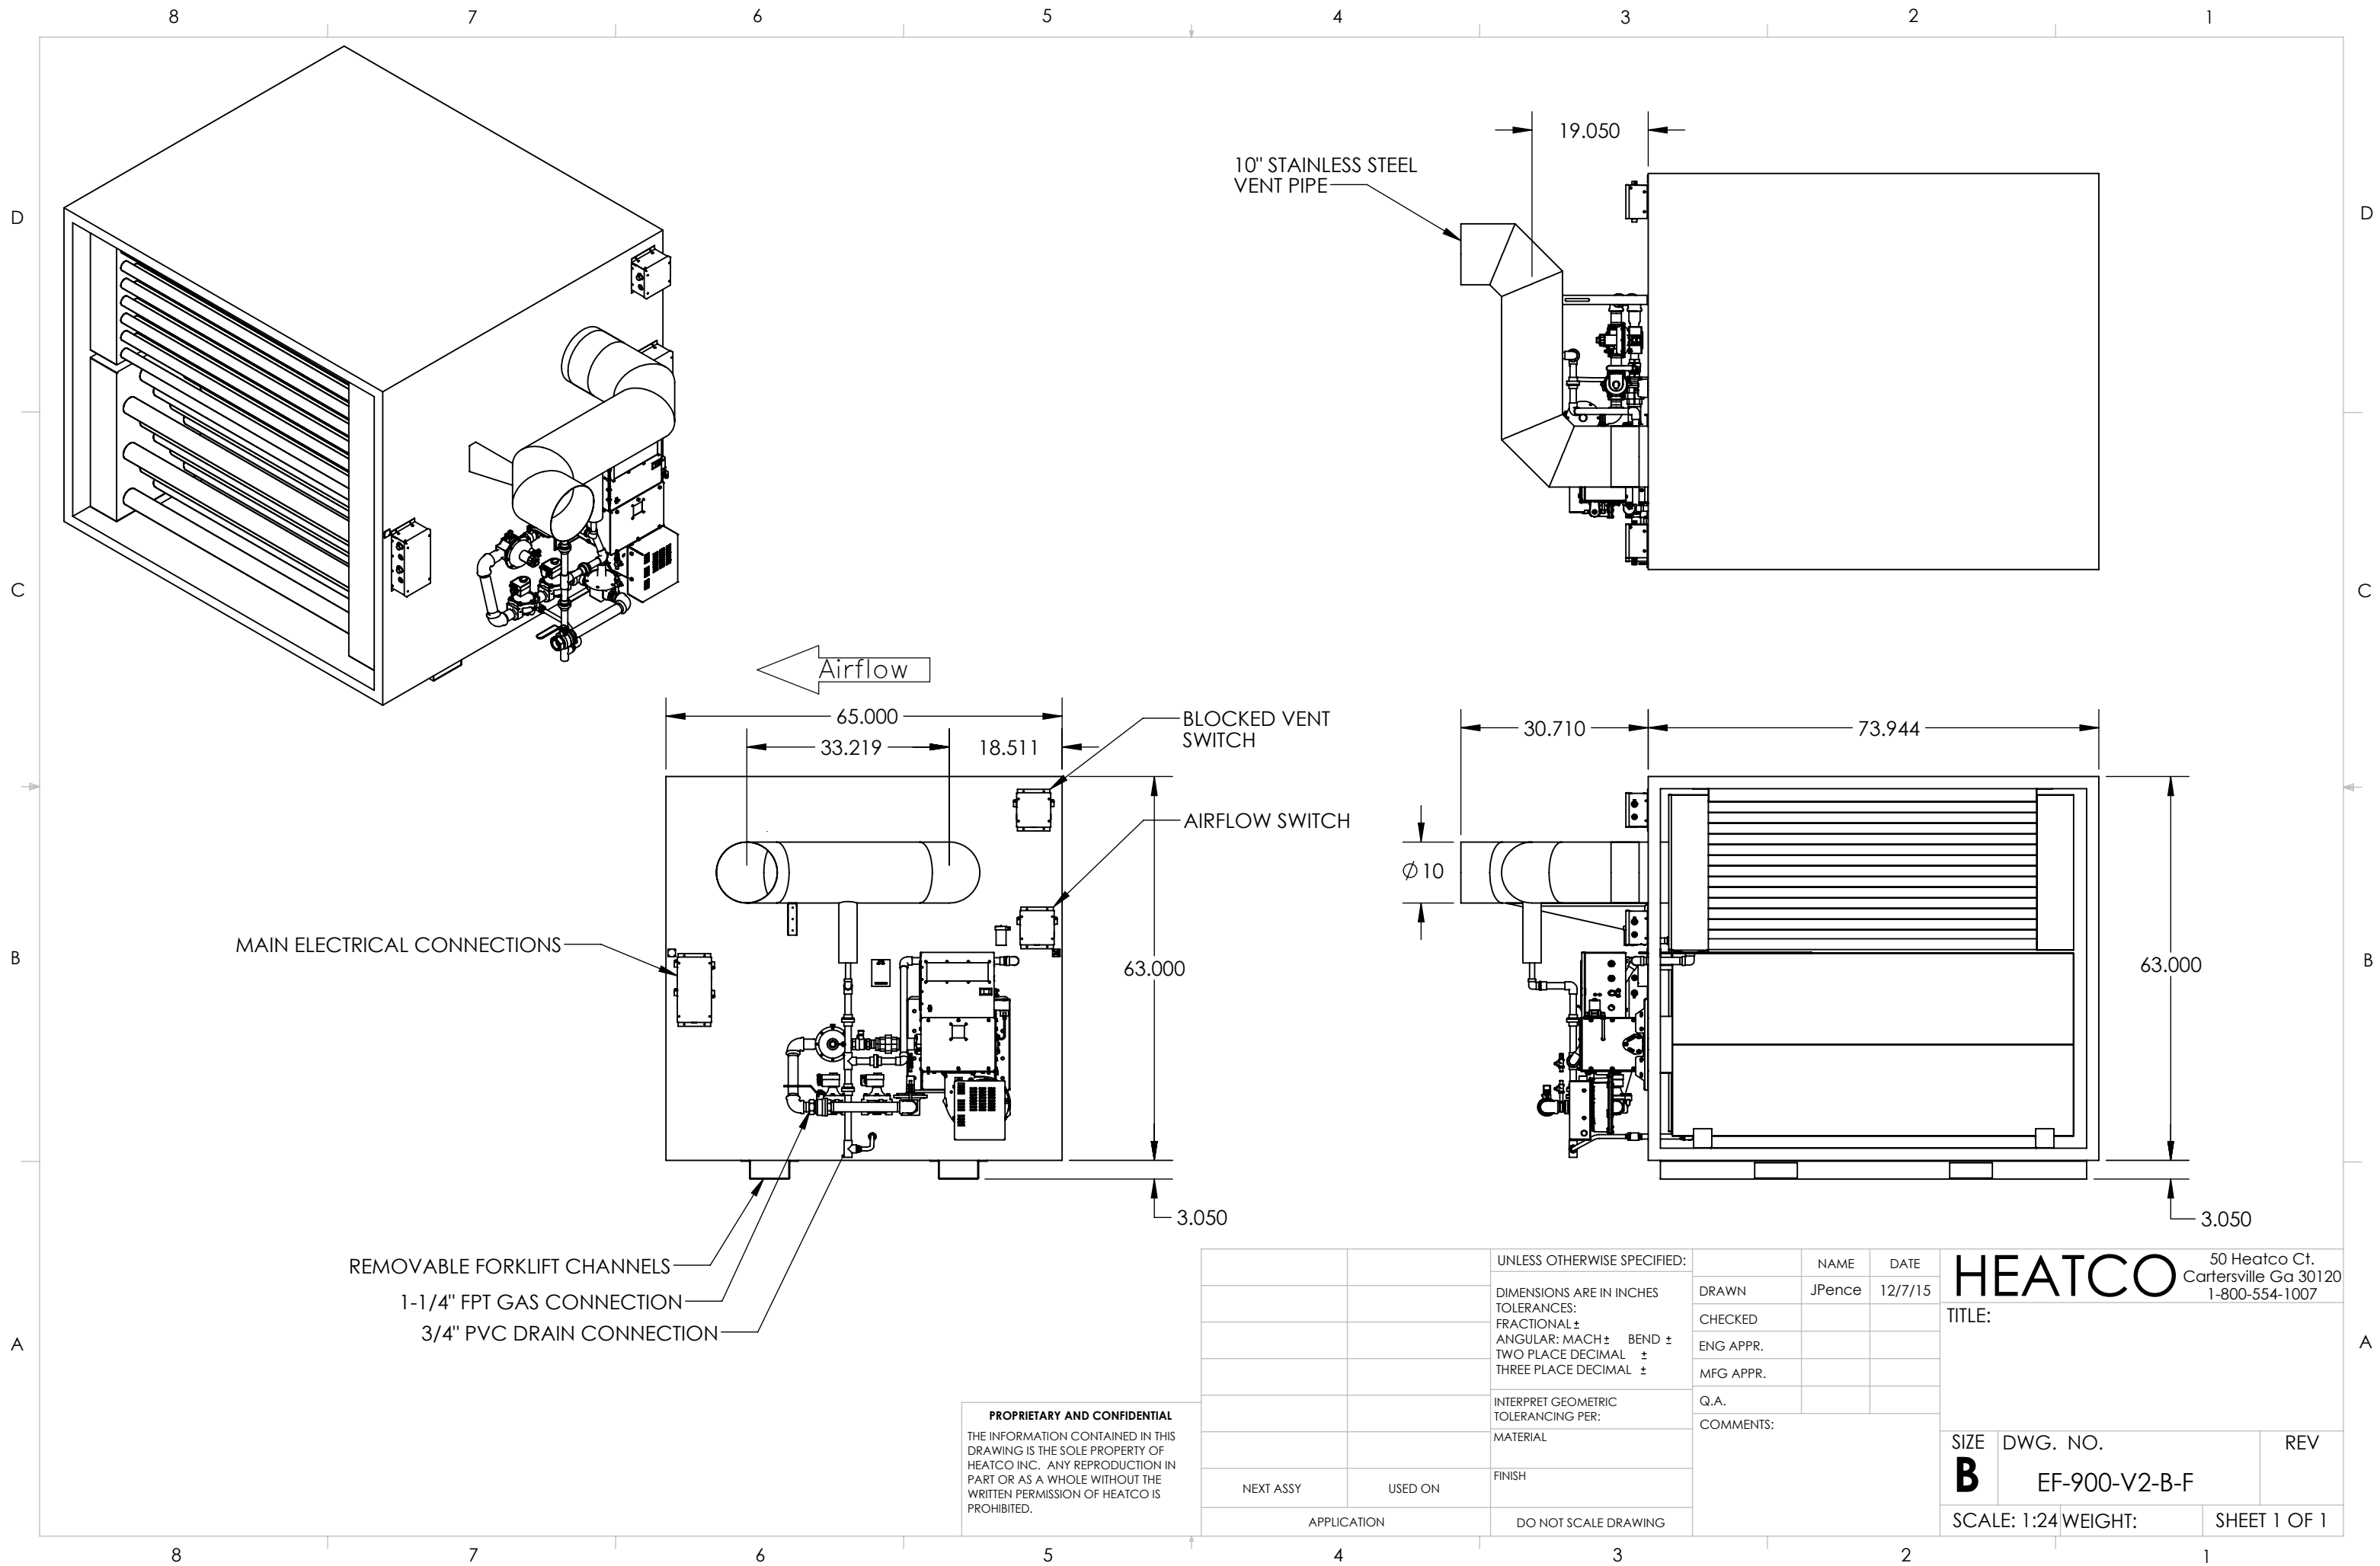 8 7 6 5 4 3 2 1
D
D
C
C
B
B
A
A
19.050
10" STAINLESS STEEL
VENT PIPE
Airflow
65.000
33.219
18.511
BLOCKED VENT
SWITCH
AIRFLOW SWITCH
MAIN ELECTRICAL CONNECTIONS
63.000
3.050
REMOVABLE FORKLIFT CHANNELS
1-1/4" FPT GAS CONNECTION
3/4" PVC DRAIN CONNECTION
30.710
73.944
Ø 10
63.000
3.050
PROPRIETARY AND CONFIDENTIAL
THE INFORMATION CONTAINED IN THIS
DRAWING IS THE SOLE PROPERTY OF
HEATCO INC. ANY REPRODUCTION IN
PART OR AS A WHOLE WITHOUT THE
WRITTEN PERMISSION OF HEATCO IS
PROHIBITED.
NEXT ASSY
USED ON
APPLICATION
UNLESS OTHERWISE SPECIFIED:
DIMENSIONS ARE IN INCHES
TOLERANCES:
FRACTIONAL ±
ANGULAR: MACH ± BEND ±
TWO PLACE DECIMAL ±
THREE PLACE DECIMAL ±
INTERPRET GEOMETRIC
TOLERANCING PER:
MATERIAL
FINISH
DO NOT SCALE DRAWING
NAME DATE
DRAWN JPence 12/7/15
CHECKED
ENG APPR.
MFG APPR.
Q.A.
COMMENTS:
HEATCO
50 Heatco Ct.
Cartersville Ga 30120
1-800-554-1007
TITLE:
SIZE
B
DWG. NO.
EF-900-V2-B-F
REV
SCALE: 1:24
WEIGHT:
SHEET 1 OF 1
8 7 6 5 4 3 2 1